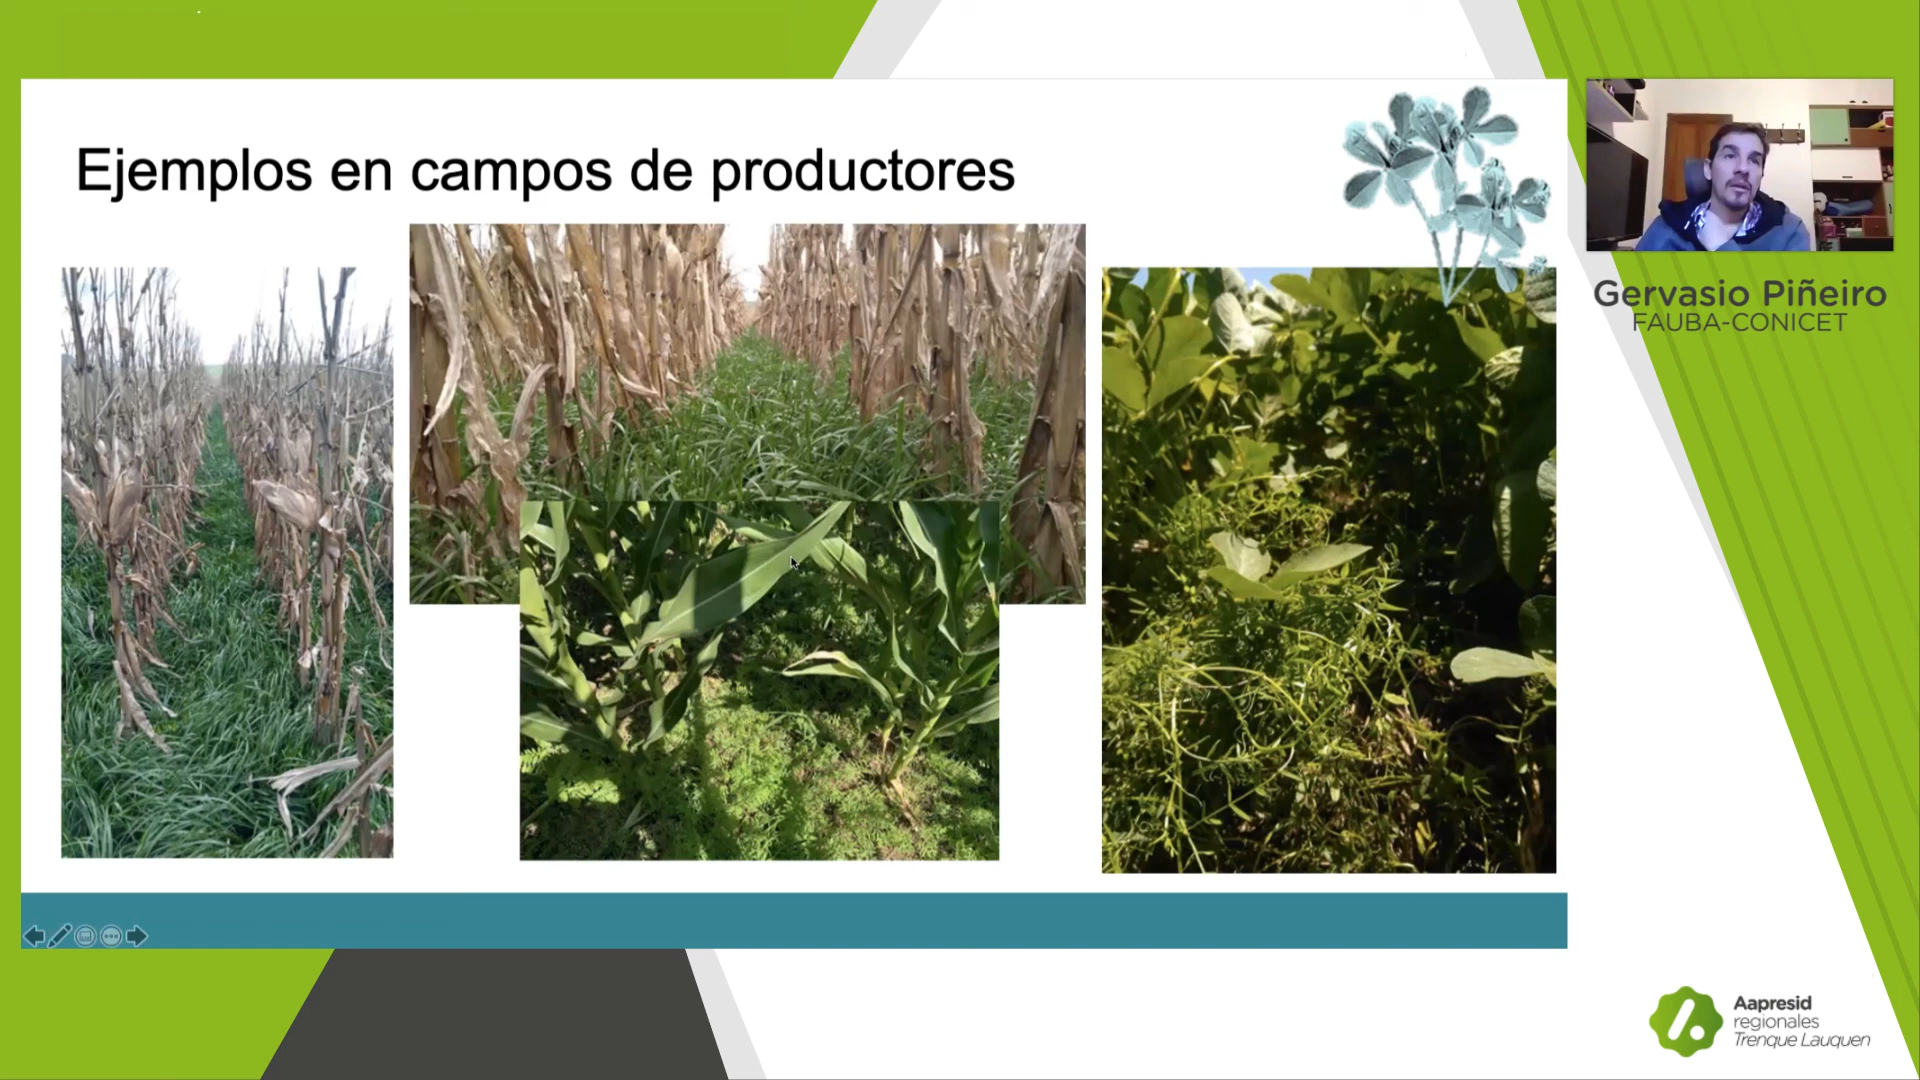 Ejemplos en campos de productores
Gervasio Piñeiro
FAUBA-CONICET
Aapresid
regionales
Trenque Lauquen